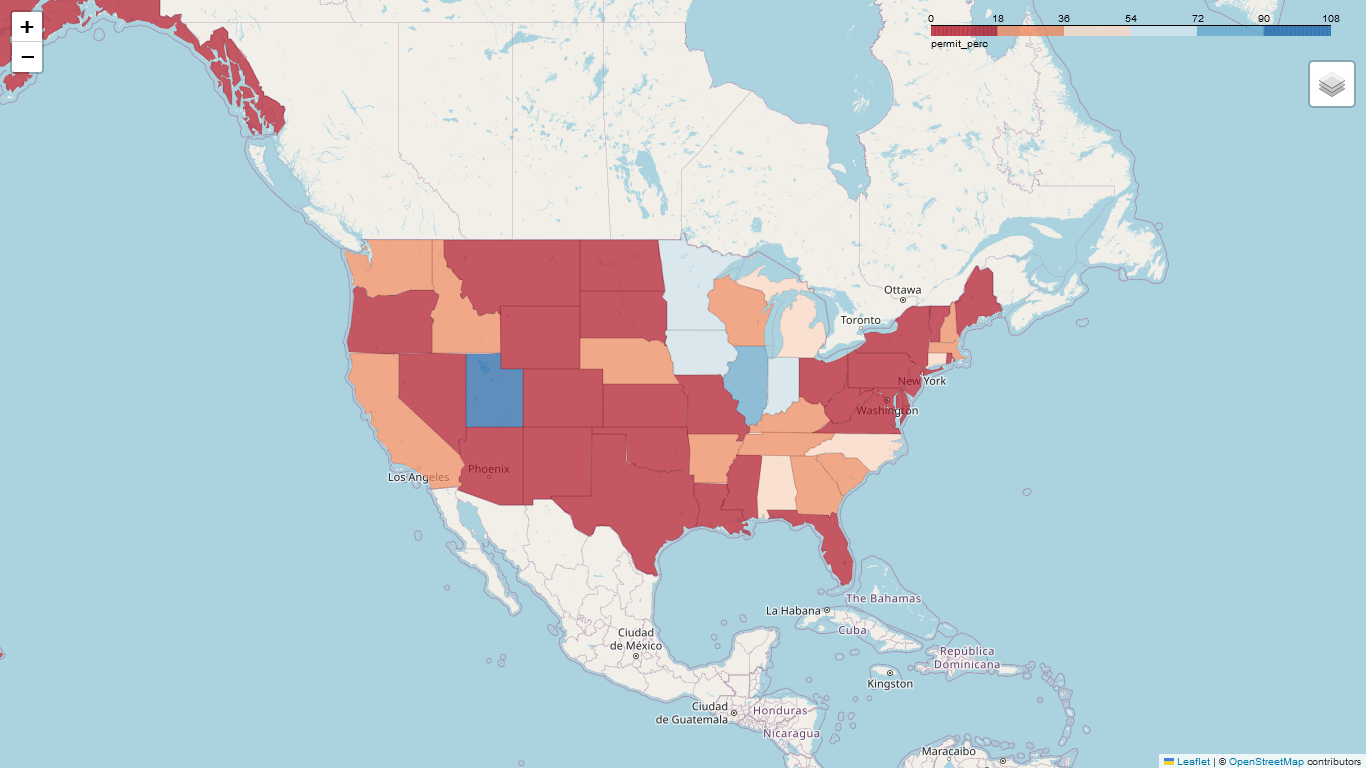 +
−
0 18 36 54 72 90 108
permit_perc
Ottawa
Toronto
New York
Washington
Phoenix
Los Angeles
The Bahamas
La Habana
Cuba
Ciudad
de México
República
Dominicana
Kingston
Ciudad
de Guatemala
Honduras
Nicaragua
Maracaibo
Leaflet | © OpenStreetMap contributors